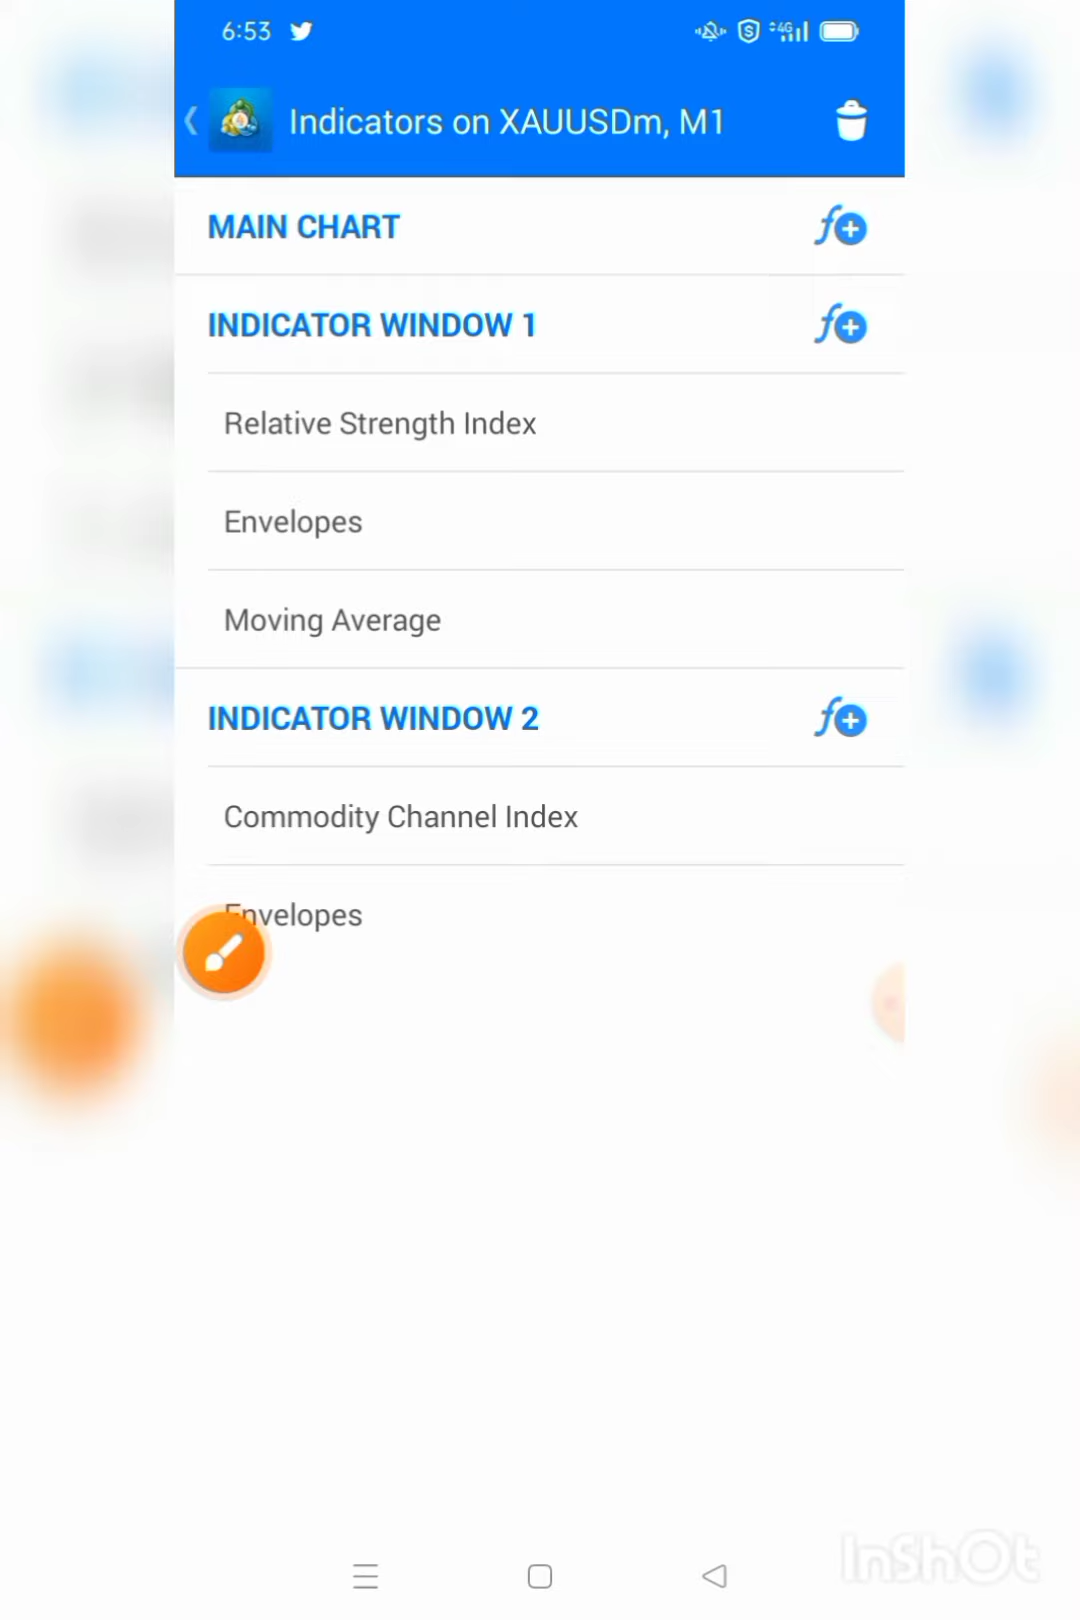 6:53
4G
Indicators on XAUUSDm, M1
MAIN CHART
INDICATOR WINDOW 1
Relative Strength Index
Envelopes
Moving Average
INDICATOR WINDOW 2
Commodity Channel Index
Envelopes
InShOt